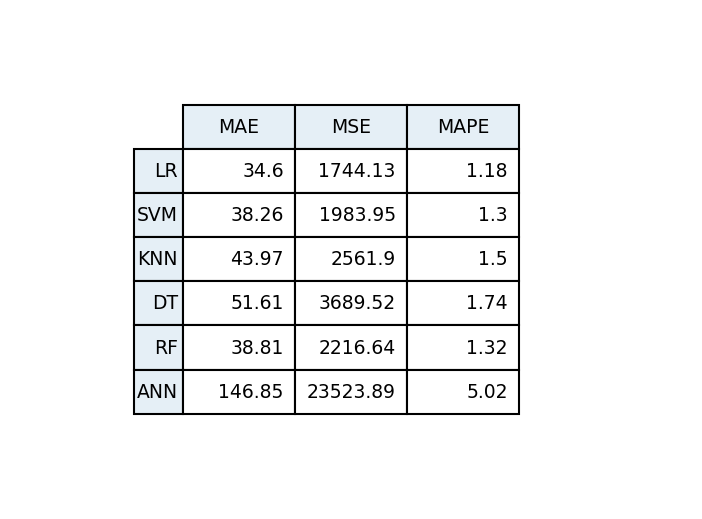 MAE MSE MAPE
LR 34.6 1744.13 1.18
SVM 38.26 1983.95 1.3
KNN 43.97 2561.9 1.5
DT 51.61 3689.52 1.74
RF 38.81 2216.64 1.32
ANN 146.85 23523.89 5.02